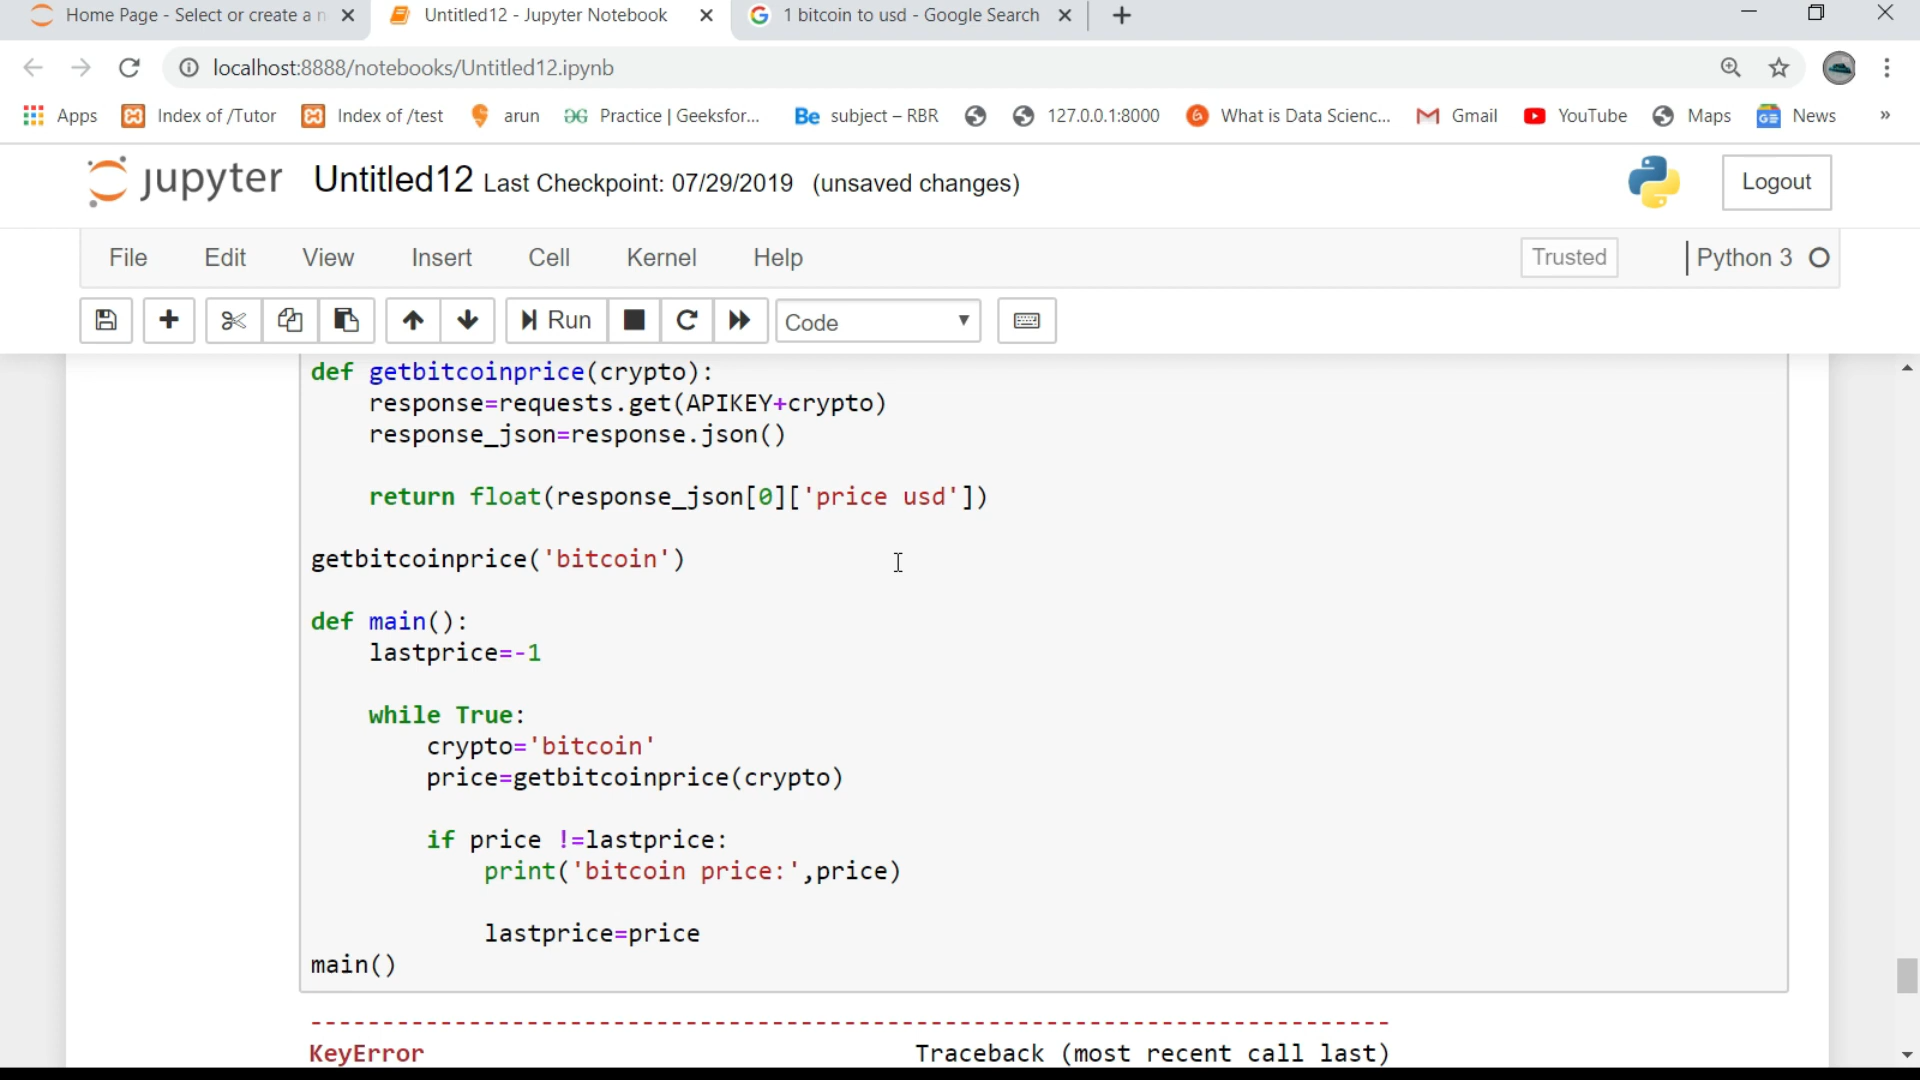 Home Page - Select or create a n
Untitled12 - Jupyter Notebook
1 bitcoin to usd - Google Search
localhost:8888/notebooks/Untitled12.ipynb
Apps
Index of /Tutor
Index of /test
arun
Practice | Geeksfor...
Be subject – RBR
127.0.0.1:8000
What is Data Scienc...
Gmail
YouTube
Maps
News
»
jupyter Untitled12 Last Checkpoint: 07/29/2019 (unsaved changes)
Logout
File Edit View Insert Cell Kernel Help
Trusted
Python 3
Run
Code
def getbitcoinprice(crypto):
response=requests.get(APIKEY+crypto)
response_json=response.json()
return float(response_json[0]['price usd'])
getbitcoinprice('bitcoin')
def main():
lastprice=-1
while True:
crypto='bitcoin'
price=getbitcoinprice(crypto)
if price !=lastprice:
print('bitcoin price:',price)
lastprice=price
main()
---------------------------------------------------------------------------
KeyError Traceback (most recent call last)